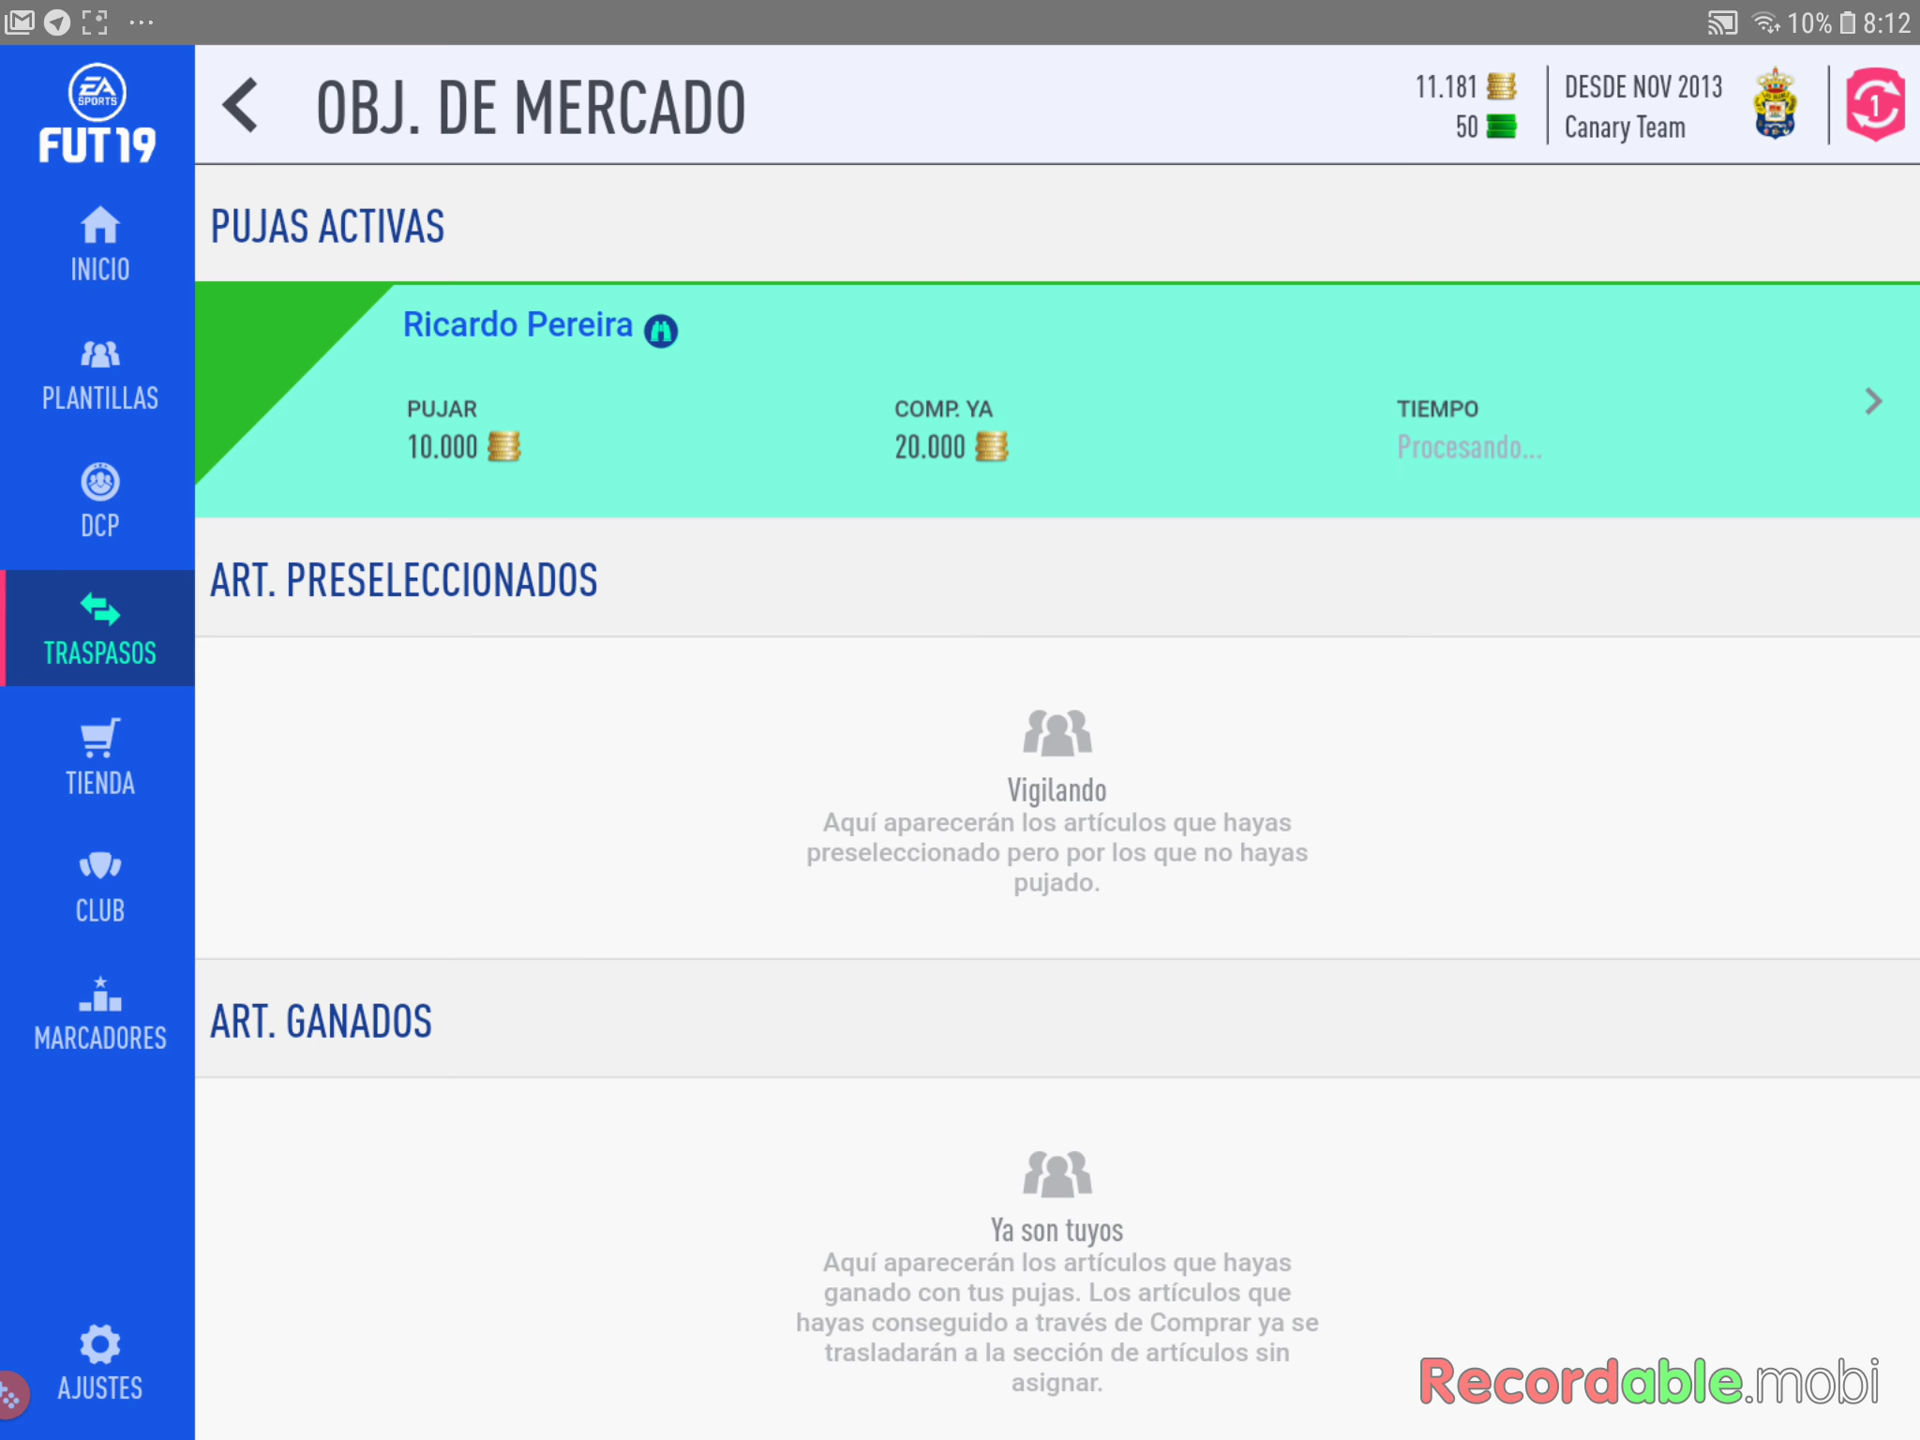 10% 8:12
EA SPORTS
FUT19
OBJ. DE MERCADO
11.181
50
DESDE NOV 2013
Canary Team
1
INICIO
PLANTILLAS
DCP
TRASPASOS
TIENDA
CLUB
MARCADORES
AJUSTES
PUJAS ACTIVAS
Ricardo Pereira
PUJAR
10.000
COMP. YA
20.000
TIEMPO
Procesando...
ART. PRESELECCIONADOS
Vigilando
Aquí aparecerán los artículos que hayas
preseleccionado pero por los que no hayas
pujado.
ART. GANADOS
Ya son tuyos
Aquí aparecerán los artículos que hayas
ganado con tus pujas. Los artículos que
hayas conseguido a través de Comprar ya se
trasladarán a la sección de artículos sin
asignar.
Recordable.mobi